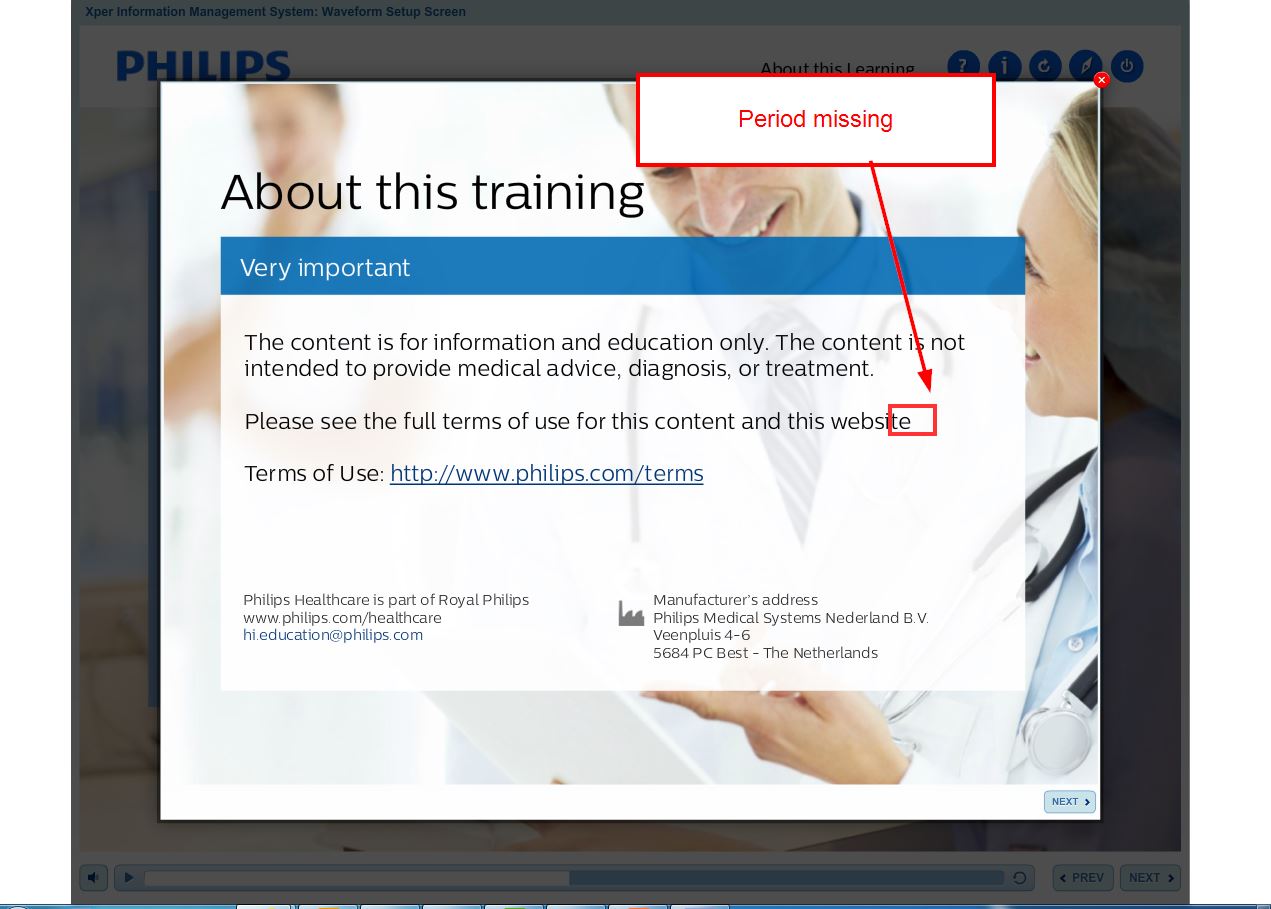 Xper Information Management System: Waveform Setup Screen
PHILIPS
About this Learning
Period missing
About this training
Very important
The content is for information and education only. The content is not
intended to provide medical advice, diagnosis, or treatment.
Please see the full terms of use for this content and this website
Terms of Use: http://www.philips.com/terms
Philips Healthcare is part of Royal Philips
www.philips.com/healthcare
hi.education@philips.com
Manufacturer's address
Philips Medical Systems Nederland B.V.
Veenpluis 4-6
5684 PC Best - The Netherlands
NEXT
PREV
NEXT